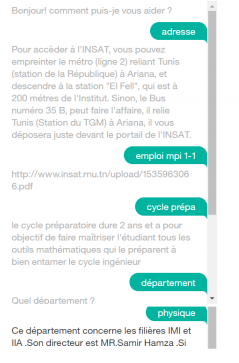 Bonjour! comment puis-je vous aider ?
adresse
Pour accèder à l'INSAT, vous pouvez
empreinter le métro (ligne 2) reliant Tunis
(station de la République) à Ariana, et
descendre à la station "El Fell", qui est à
200 métres de l'Institut. Sinon, le Bus
numéro 35 B, peut faire l'affaire, il relie
Tunis (Station du TGM) à Ariana, il vous
déposera juste devant le portail de l'INSAT.
emploi mpi 1-1
http://www.insat.rnu.tn/upload/153596306
6.pdf
cycle prépa
le cycle préparatoire dure 2 ans et a pour
objectif de faire maîtriser l'étudiant tous les
outils mathématiques qui le préparent à
bien entamer le cycle ingénieur
département
Quel département ?
physique
Ce département concerne les filières IMI et
IIA .Son directeur est MR.Samir Hamza .Si